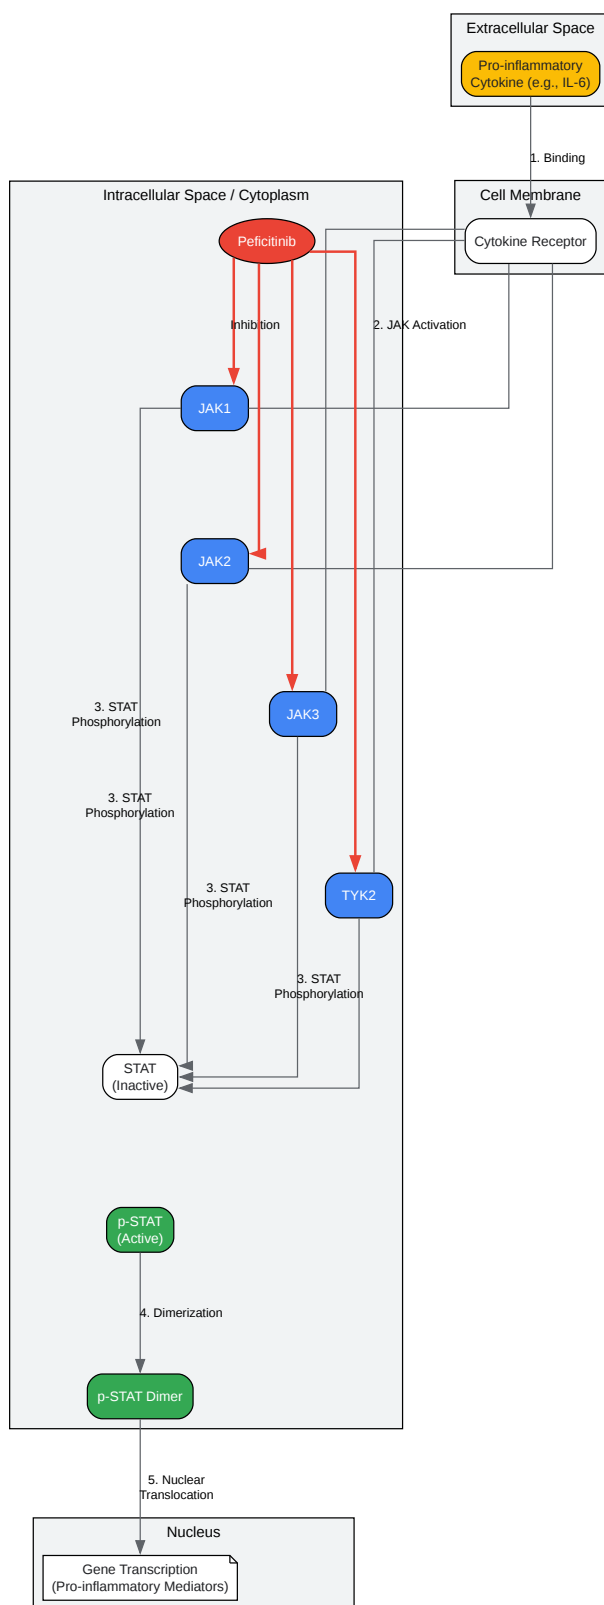 Extracellular Space
Pro-inflammatory
Cytokine (e.g., IL-6)
1. Binding
Intracellular Space / Cytoplasm
Cell Membrane
Peficitinib
Cytokine Receptor
Inhibition
2. JAK Activation
JAK1
JAK2
3. STAT
Phosphorylation
JAK3
3. STAT
Phosphorylation
3. STAT
Phosphorylation
TYK2
3. STAT
Phosphorylation
STAT
(Inactive)
p-STAT
(Active)
4. Dimerization
p-STAT Dimer
5. Nuclear
Translocation
Nucleus
Gene Transcription
(Pro-inflammatory Mediators)